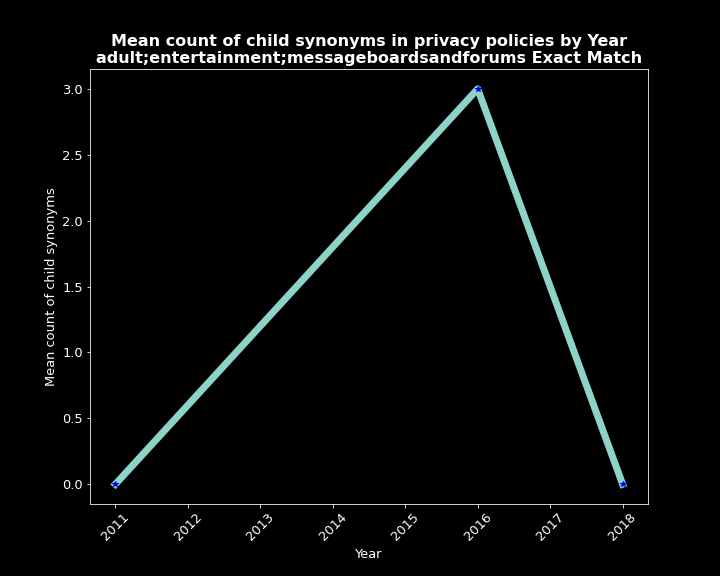 Mean count of child synonyms in privacy policies by Year
adult;entertainment;messageboardsandforums Exact Match
3.0
2.5
2.0
1.5
1.0
0.5
0.0
Mean count of child synonyms
2011 2012 2013 2014 2015 2016 2017 2018
Year